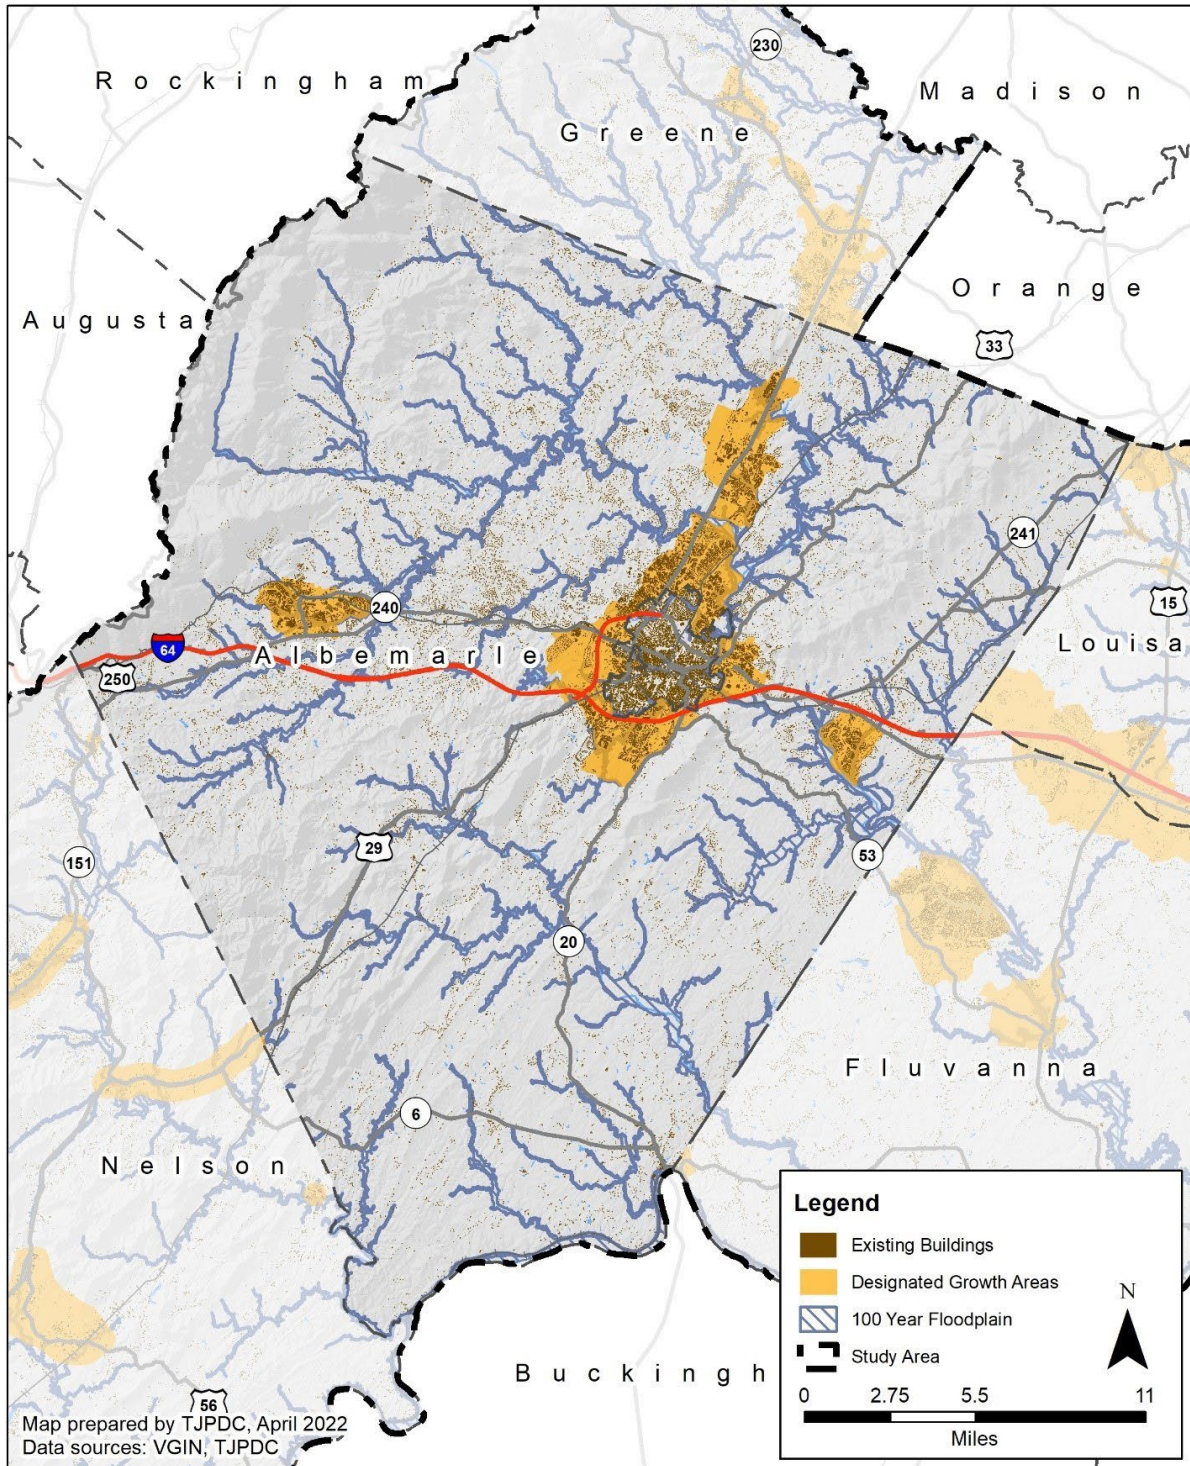 230
Rockingham
Madison
Greene
Orange
Augusta
33
241
15
240
Louisa
64
Albemarle
250
29
151
53
20
Fluvanna
6
Nelson
Legend
Existing Buildings
Designated Growth Areas
N
100 Year Floodplain
Study Area
Buckingh
56
0 2.75 5.5 11
Miles
Map prepared by TJPDC, April 2022
Data sources: VGIN, TJPDC